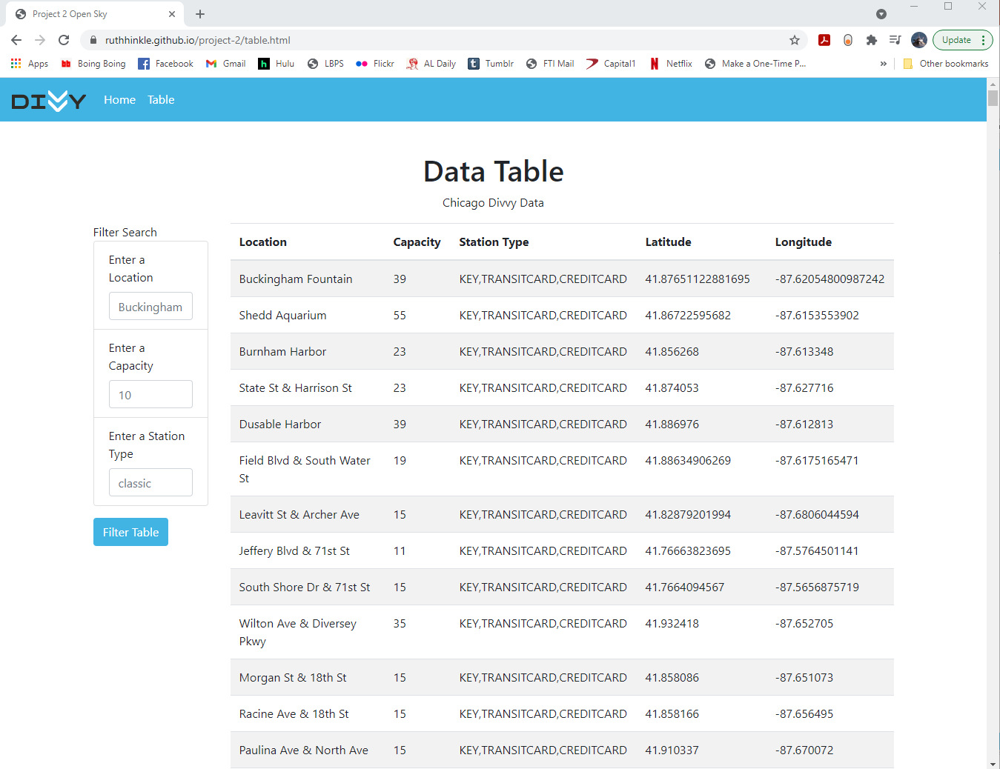 Project 2 Open Sky
ruthhinkle.github.io/project-2/table.html
Update
Apps Boing Boing Facebook Gmail Hulu LBPS Flickr AL Daily Tumblr FTI Mail Capital1 Netflix Make a One-Time P... » Other bookmarks
DIVVY Home Table
Data Table
Chicago Divvy Data
Filter Search
Enter a
Location
Buckingham
Enter a
Capacity
10
Enter a Station
Type
classic
Filter Table
Location Capacity Station Type Latitude Longitude
Buckingham Fountain 39 KEY,TRANSITCARD,CREDITCARD 41.87651122881695 -87.62054800987242
Shedd Aquarium 55 KEY,TRANSITCARD,CREDITCARD 41.86722595682 -87.6153553902
Burnham Harbor 23 KEY,TRANSITCARD,CREDITCARD 41.856268 -87.613348
State St & Harrison St 23 KEY,TRANSITCARD,CREDITCARD 41.874053 -87.627716
Dusable Harbor 39 KEY,TRANSITCARD,CREDITCARD 41.886976 -87.612813
Field Blvd & South Water 19 KEY,TRANSITCARD,CREDITCARD 41.88634906269 -87.6175165471
St
Leavitt St & Archer Ave 15 KEY,TRANSITCARD,CREDITCARD 41.82879201994 -87.6806044594
Jeffery Blvd & 71st St 11 KEY,TRANSITCARD,CREDITCARD 41.76663823695 -87.5764501141
South Shore Dr & 71st St 15 KEY,TRANSITCARD,CREDITCARD 41.7664094567 -87.5656875719
Wilton Ave & Diversey 35 KEY,TRANSITCARD,CREDITCARD 41.932418 -87.652705
Pkwy
Morgan St & 18th St 15 KEY,TRANSITCARD,CREDITCARD 41.858086 -87.651073
Racine Ave & 18th St 15 KEY,TRANSITCARD,CREDITCARD 41.858166 -87.656495
Paulina Ave & North Ave 15 KEY,TRANSITCARD,CREDITCARD 41.910337 -87.670072